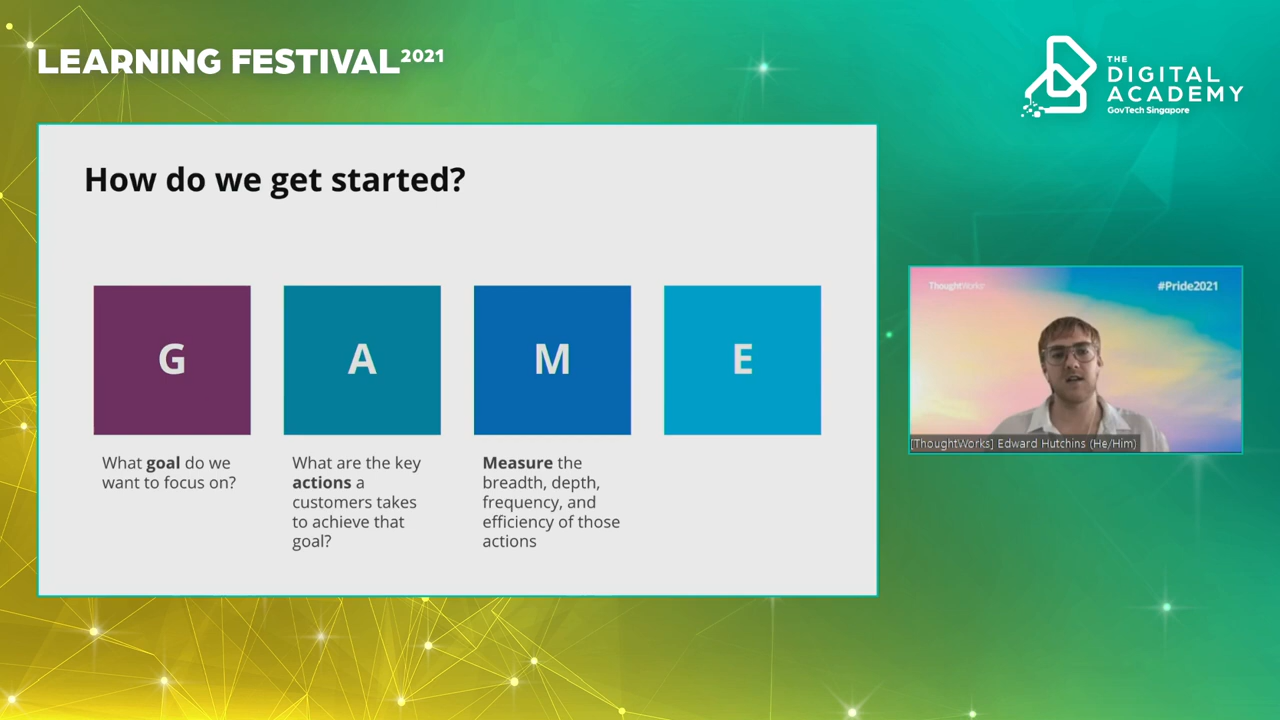 LEARNING FESTIVAL2021
THE
DIGITAL
ACADEMY
GovTech Singapore
How do we get started?
G
A
M
E
What goal do we
want to focus on?
What are the key
actions a
customers takes
to achieve that
goal?
Measure the
breadth, depth,
frequency, and
efficiency of those
actions
ThoughtWorks
#Pride2021
[ThoughtWorks] Edward Hutchins (He/Him)